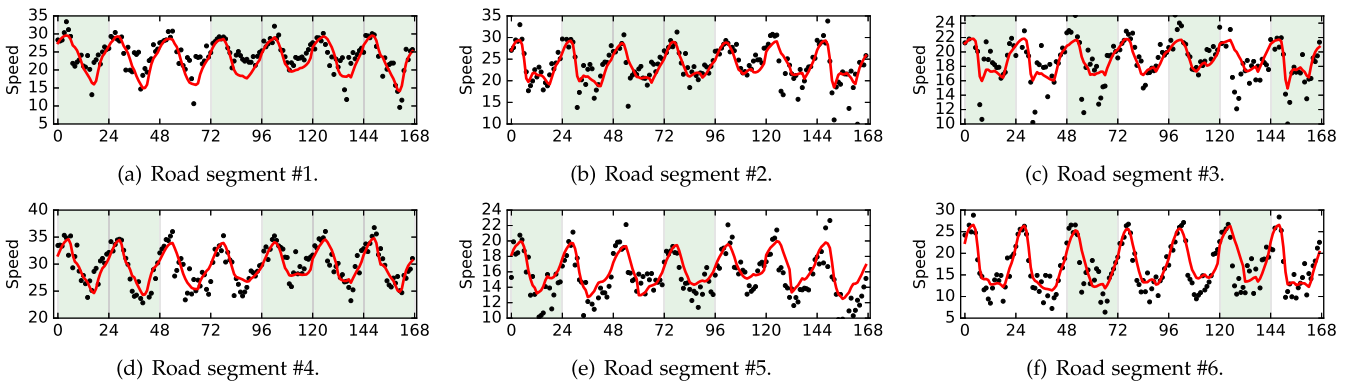 Speed
35
30
25
20
15
10
5
0 24 48 72 96 120 144 168
(a) Road segment #1.
35
30
25
20
15
10
0 24 48 72 96 120 144 168
(b) Road segment #2.
Speed
24
22
20
18
16
14
12
10
0 24 48 72 96 120 144 168
(c) Road segment #3.
Speed
40
35
30
25
20
0 24 48 72 96 120 144 168
(d) Road segment #4.
Speed
24
22
20
18
16
14
12
10
0 24 48 72 96 120 144 168
(e) Road segment #5.
Speed
30
25
20
15
10
5
0 24 48 72 96 120 144 168
(f) Road segment #6.
Speed